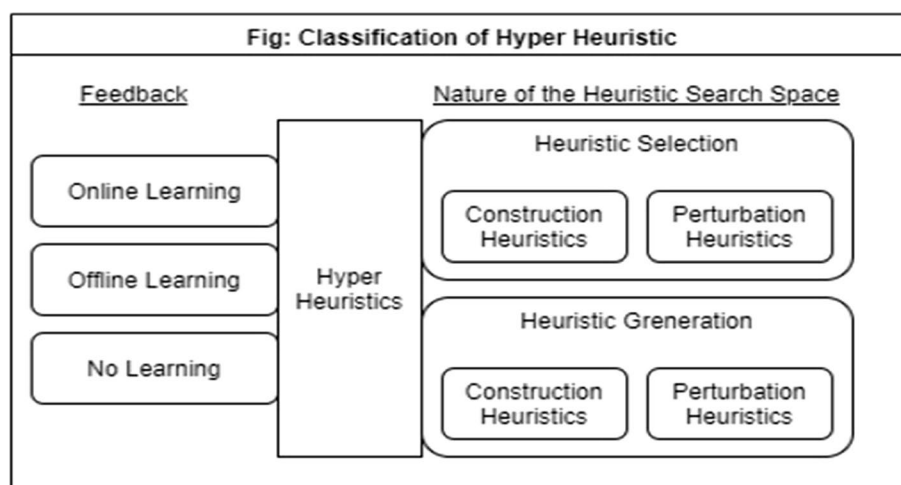 Fig: Classification of Hyper Heuristic
Feedback
Nature of the Heuristic Search Space
Online Learning
Offline Learning
No Learning
Hyper
Heuristics
Heuristic Selection
Construction
Heuristics
Perturbation
Heuristics
Heuristic Greneration
Construction
Heuristics
Perturbation
Heuristics